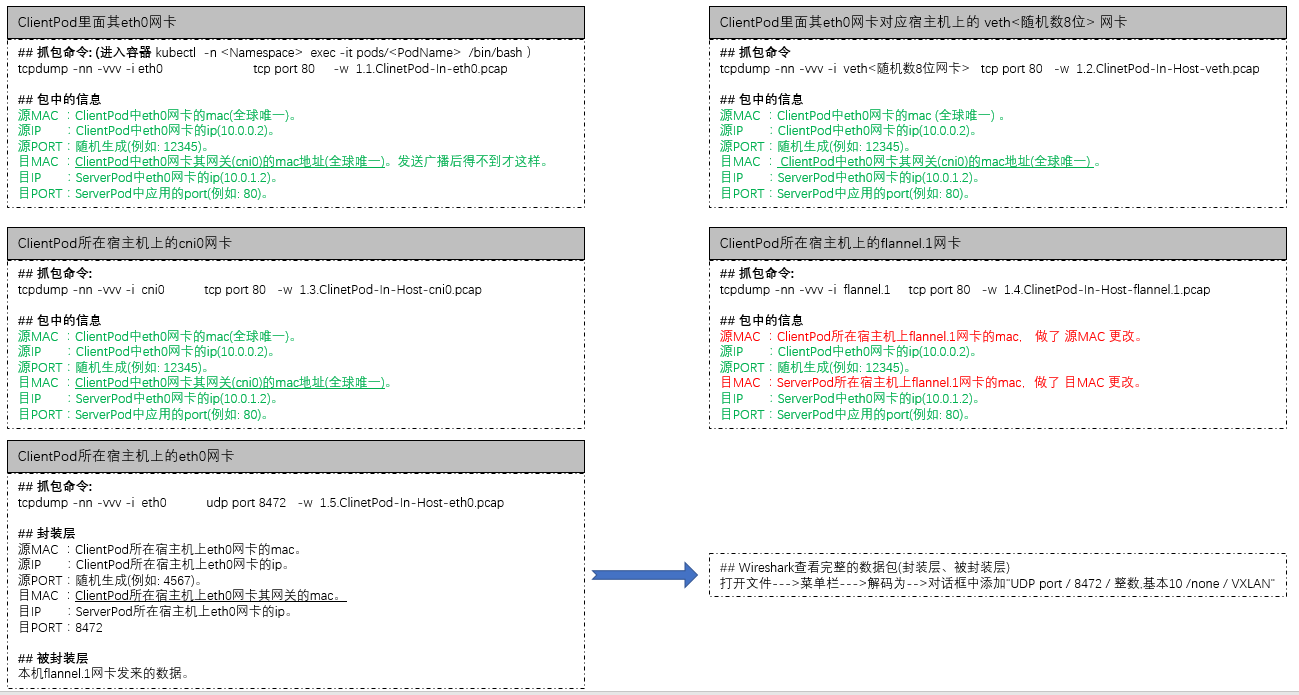 ClientPod里面其eth0网卡
## 抓包命令: (进入容器 kubectl -n <Namespace> exec -it pods/<PodName> /bin/bash )
tcpdump -nn -vvv -i eth0 tcp port 80 -w 1.1.ClinetPod-In-eth0.pcap
## 包中的信息
源MAC ：ClientPod中eth0网卡的mac(全球唯一)。
源IP ：ClientPod中eth0网卡的ip(10.0.0.2)。
源PORT：随机生成(例如: 12345)。
目MAC ：ClientPod中eth0网卡其网关(cni0)的mac地址(全球唯一)。发送广播后得不到才这样。
目IP ：ServerPod中eth0网卡的ip(10.0.1.2)。
目PORT：ServerPod中应用的port(例如: 80)。
ClientPod里面其eth0网卡对应宿主机上的 veth<随机数8位> 网卡
## 抓包命令
tcpdump -nn -vvv -i veth<随机数8位网卡> tcp port 80 -w 1.2.ClinetPod-In-Host-veth.pcap
## 包中的信息
源MAC ：ClientPod中eth0网卡的mac (全球唯一) 。
源IP ：ClientPod中eth0网卡的ip(10.0.0.2)。
源PORT：随机生成(例如: 12345)。
目MAC ： ClientPod中eth0网卡其网关(cni0)的mac地址(全球唯一) 。
目IP ：ServerPod中eth0网卡的ip(10.0.1.2)。
目PORT：ServerPod中应用的port(例如: 80)。
ClientPod所在宿主机上的cni0网卡
## 抓包命令:
tcpdump -nn -vvv -i cni0 tcp port 80 -w 1.3.ClinetPod-In-Host-cni0.pcap
## 包中的信息
源MAC ：ClientPod中eth0网卡的mac(全球唯一)。
源IP ：ClientPod中eth0网卡的ip(10.0.0.2)。
源PORT：随机生成(例如: 12345)。
目MAC ：ClientPod中eth0网卡其网关(cni0)的mac地址(全球唯一)。
目IP ：ServerPod中eth0网卡的ip(10.0.1.2)。
目PORT：ServerPod中应用的port(例如: 80)。
ClientPod所在宿主机上的flannel.1网卡
## 抓包命令:
tcpdump -nn -vvv -i flannel.1 tcp port 80 -w 1.4.ClinetPod-In-Host-flannel.1.pcap
## 包中的信息
源MAC ：ClientPod所在宿主机上flannel.1网卡的mac， 做了 源MAC 更改。
源IP ：ClientPod中eth0网卡的ip(10.0.0.2)。
源PORT：随机生成(例如: 12345)。
目MAC ：ServerPod所在宿主机上flannel.1网卡的mac，做了 目MAC 更改。
目IP ：ServerPod中eth0网卡的ip(10.0.1.2)。
目PORT：ServerPod中应用的port(例如: 80)。
ClientPod所在宿主机上的eth0网卡
## 抓包命令:
tcpdump -nn -vvv -i eth0 udp port 8472 -w 1.5.ClinetPod-In-Host-eth0.pcap
## 封装层
源MAC ：ClientPod所在宿主机上eth0网卡的mac。
源IP ：ClientPod所在宿主机上eth0网卡的ip。
源PORT：随机生成(例如: 4567)。
目MAC ：ClientPod所在宿主机上eth0网卡其网关的mac。
目IP ：ServerPod所在宿主机上eth0网卡的ip。
目PORT：8472
## 被封装层
本机flannel.1网卡发来的数据。
## Wireshark查看完整的数据包(封装层、被封装层)
打开文件--->菜单栏--->解码为-->对话框中添加"UDP port / 8472 / 整数,基本10 /none / VXLAN"